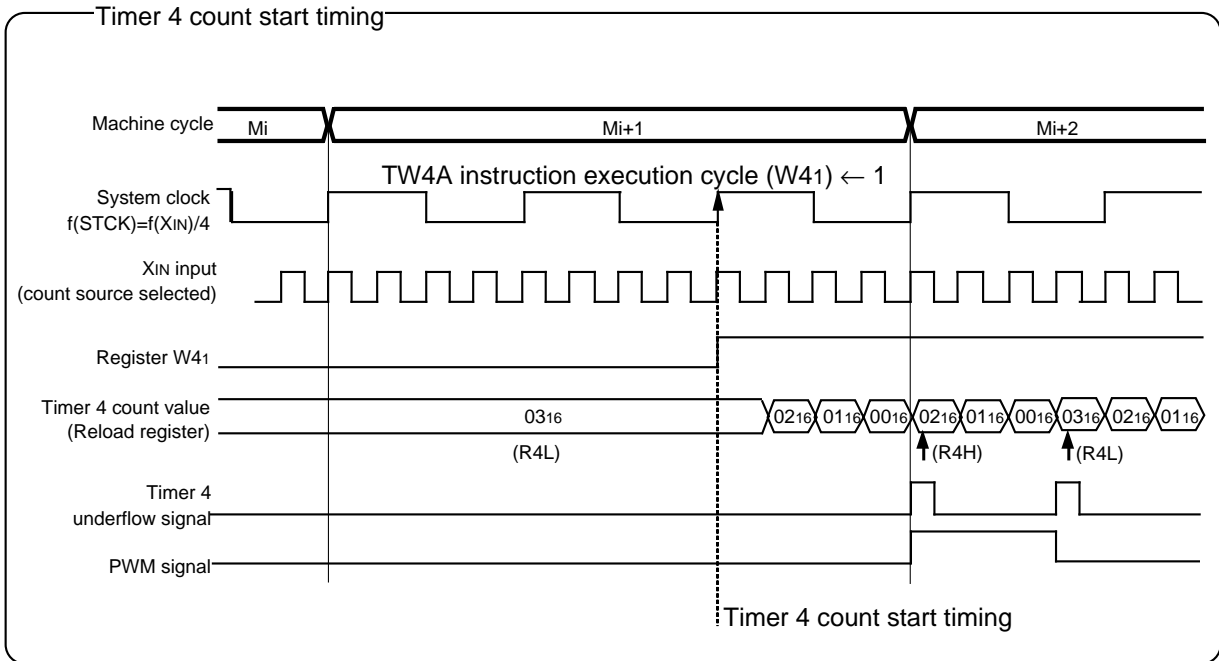 Timer 4 count start timing
Machine cycle Mi Mi+1 Mi+2
TW4A instruction execution cycle (W41) ← 1
System clock
f(STCK)=f(XIN)/4
XIN input
(count source selected)
Register W41
Timer 4 count value
(Reload register)
0316 0216 0116 0016 0216 0116 0016 0316 0216 0116
(R4L) (R4H) (R4L)
Timer 4
underflow signal
PWM signal
Timer 4 count start timing